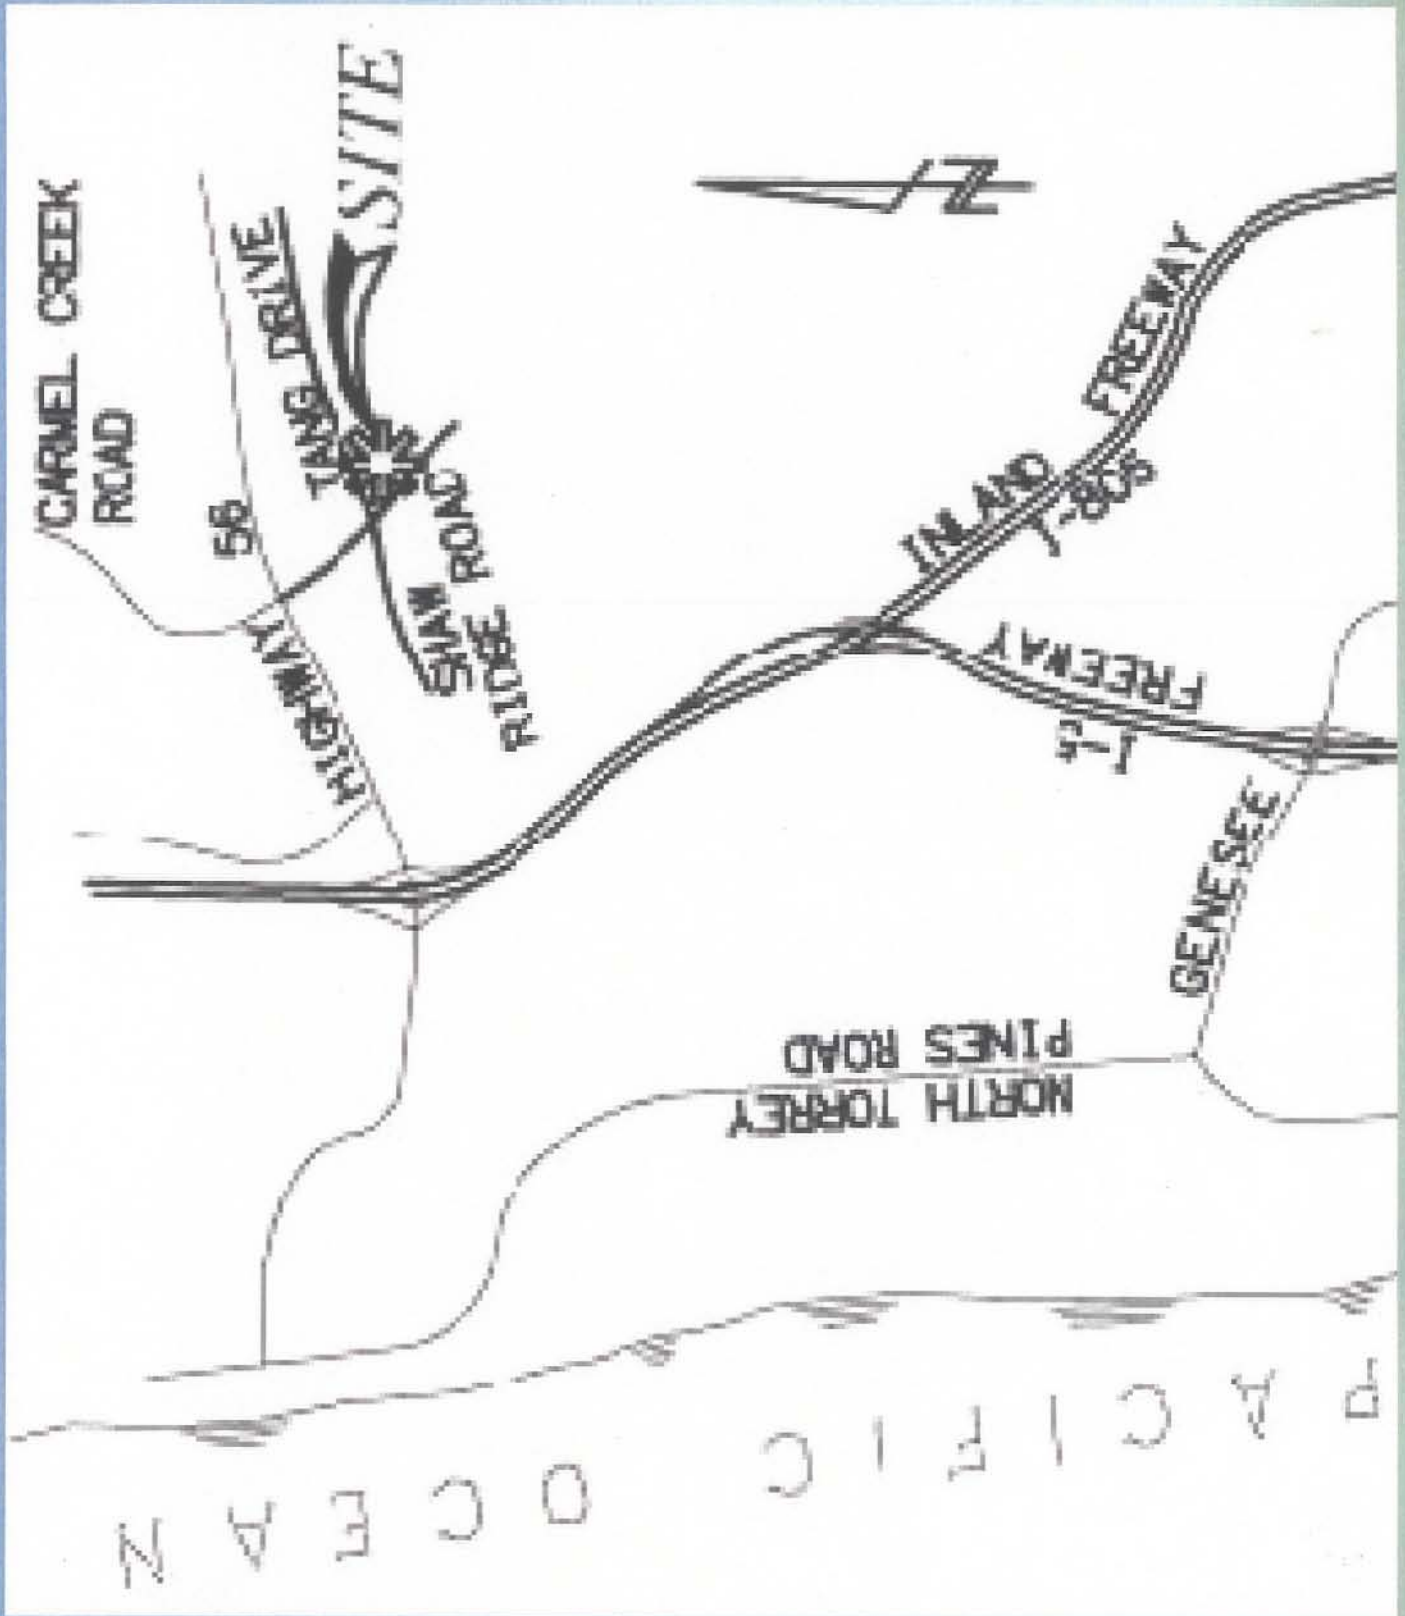 CARMEL CREEK
ROAD
SITE
TANG DRIVE
56
HIGHWAY
SHAW
RIDGE ROAD
N
INLAND FREEWAY
I-805
I-5
FREEWAY
GENESEE
NORTH TORREY
PINES ROAD
PACIFIC OCEAN